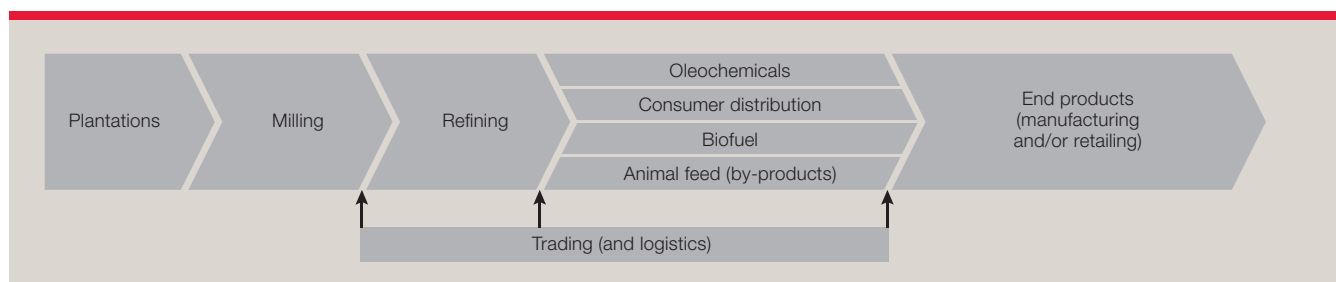 Plantations
Milling
Refining
Oleochemicals
Consumer distribution
Biofuel
Animal feed (by-products)
End products
(manufacturing
and/or retailing)
Trading (and logistics)